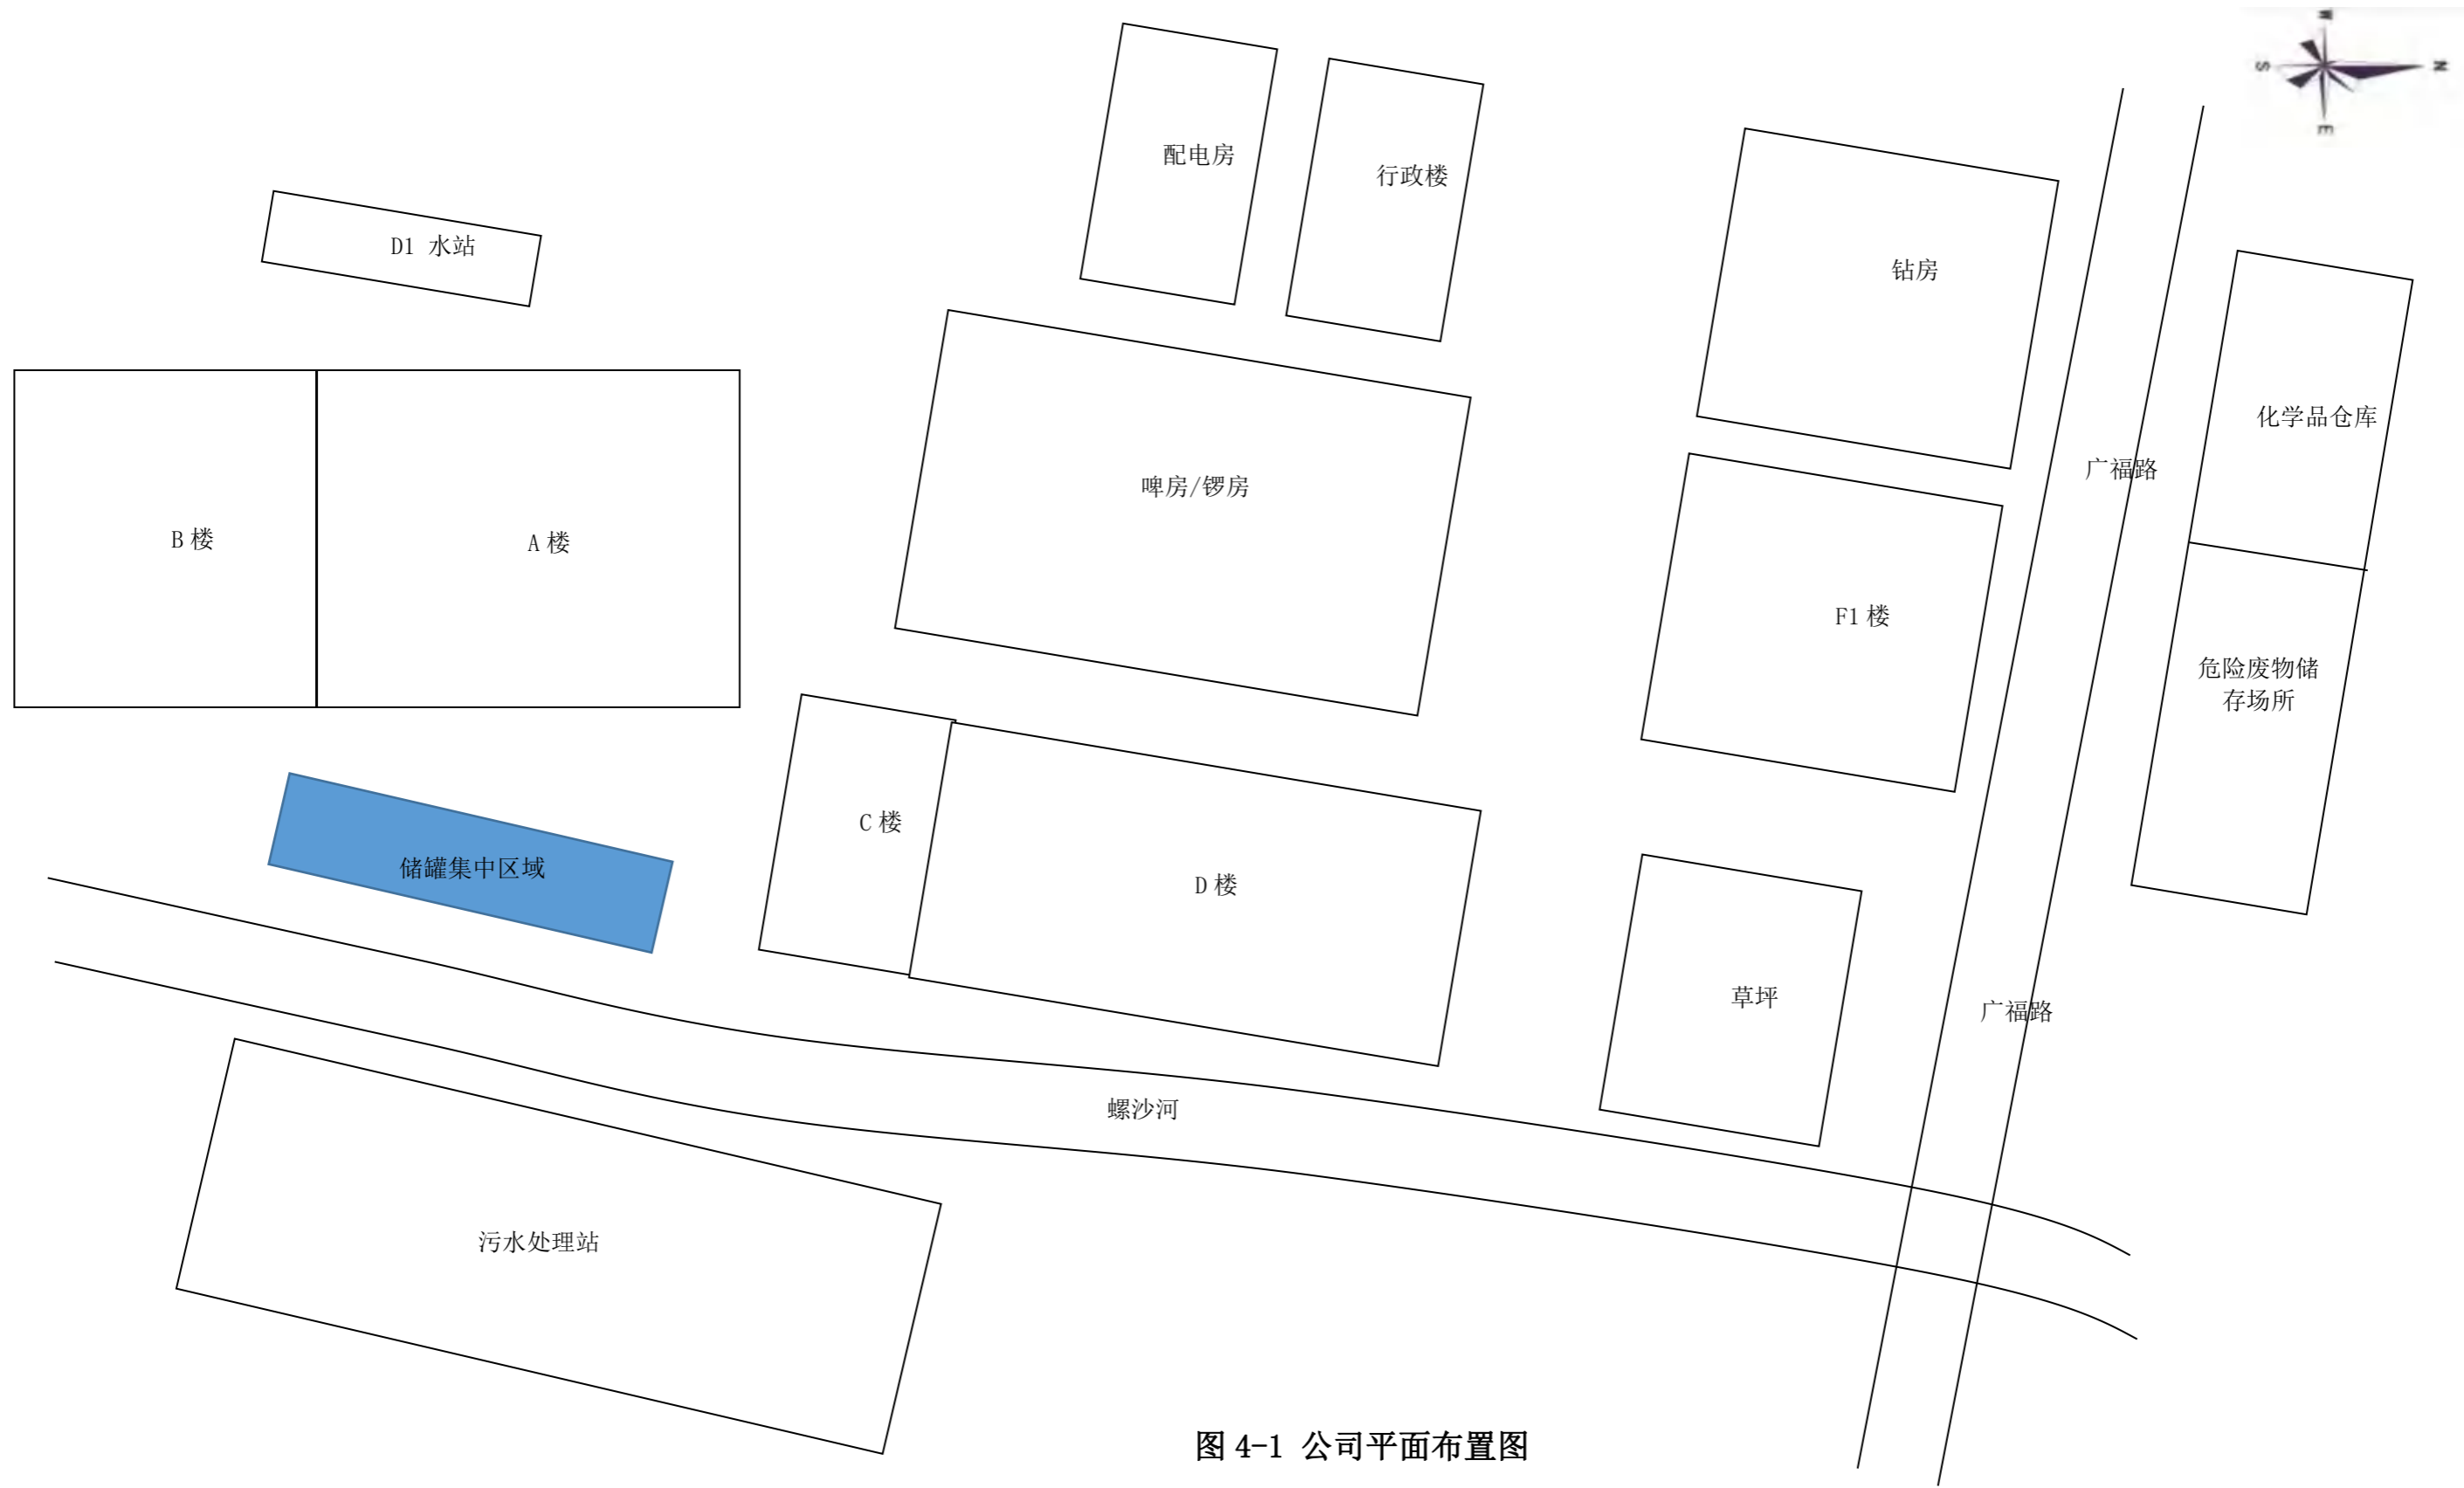 W
S
N
E
配电房
行政楼
D1 水站
钻房
化学品仓库
广福路
啤房/锣房
B 楼
A 楼
F1 楼
危险废物储
存场所
C 楼
储罐集中区域
D 楼
草坪
广福路
螺沙河
污水处理站
图 4-1 公司平面布置图